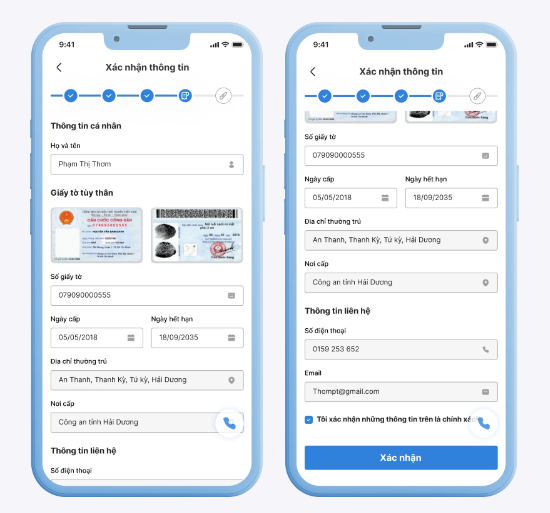 9:41
Xác nhận thông tin
Thông tin cá nhân
Họ và tên
Phạm Thị Thơm
Giấy tờ tùy thân
CĂN CƯỚC CÔNG DÂN
Số giấy tờ
079090000555
Ngày cấp
Ngày hết hạn
05/05/2018
18/09/2035
Địa chỉ thường trú
An Thanh, Thanh Kỳ, Tứ kỳ, Hải Dương
Nơi cấp
Công an tỉnh Hải Dương
Thông tin liên hệ
Số điện thoại
9:41
Xác nhận thông tin
Số giấy tờ
079090000555
Ngày cấp
Ngày hết hạn
05/05/2018
18/09/2035
Địa chỉ thường trú
An Thanh, Thanh Kỳ, Tứ kỳ, Hải Dương
Nơi cấp
Công an tỉnh Hải Dương
Thông tin liên hệ
Số điện thoại
0159 253 652
Email
Thompt@gmail.com
Tôi xác nhận những thông tin trên là chính
Xác nhận